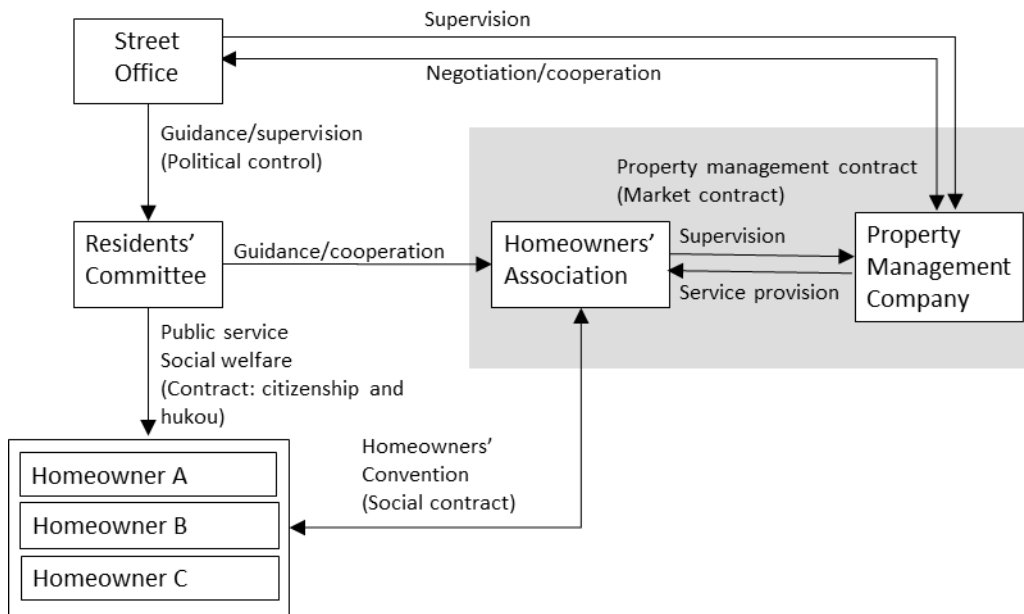 Supervision
Street
Office
Negotiation/cooperation
Guidance/supervision
(Political control)
Property management contract
(Market contract)
Residents’
Committee
Guidance/cooperation
Homeowners’
Association
Supervision
Service provision
Property
Management
Company
Public service
Social welfare
(Contract: citizenship and
hukou)
Homeowners’
Convention
(Social contract)
Homeowner A
Homeowner B
Homeowner C